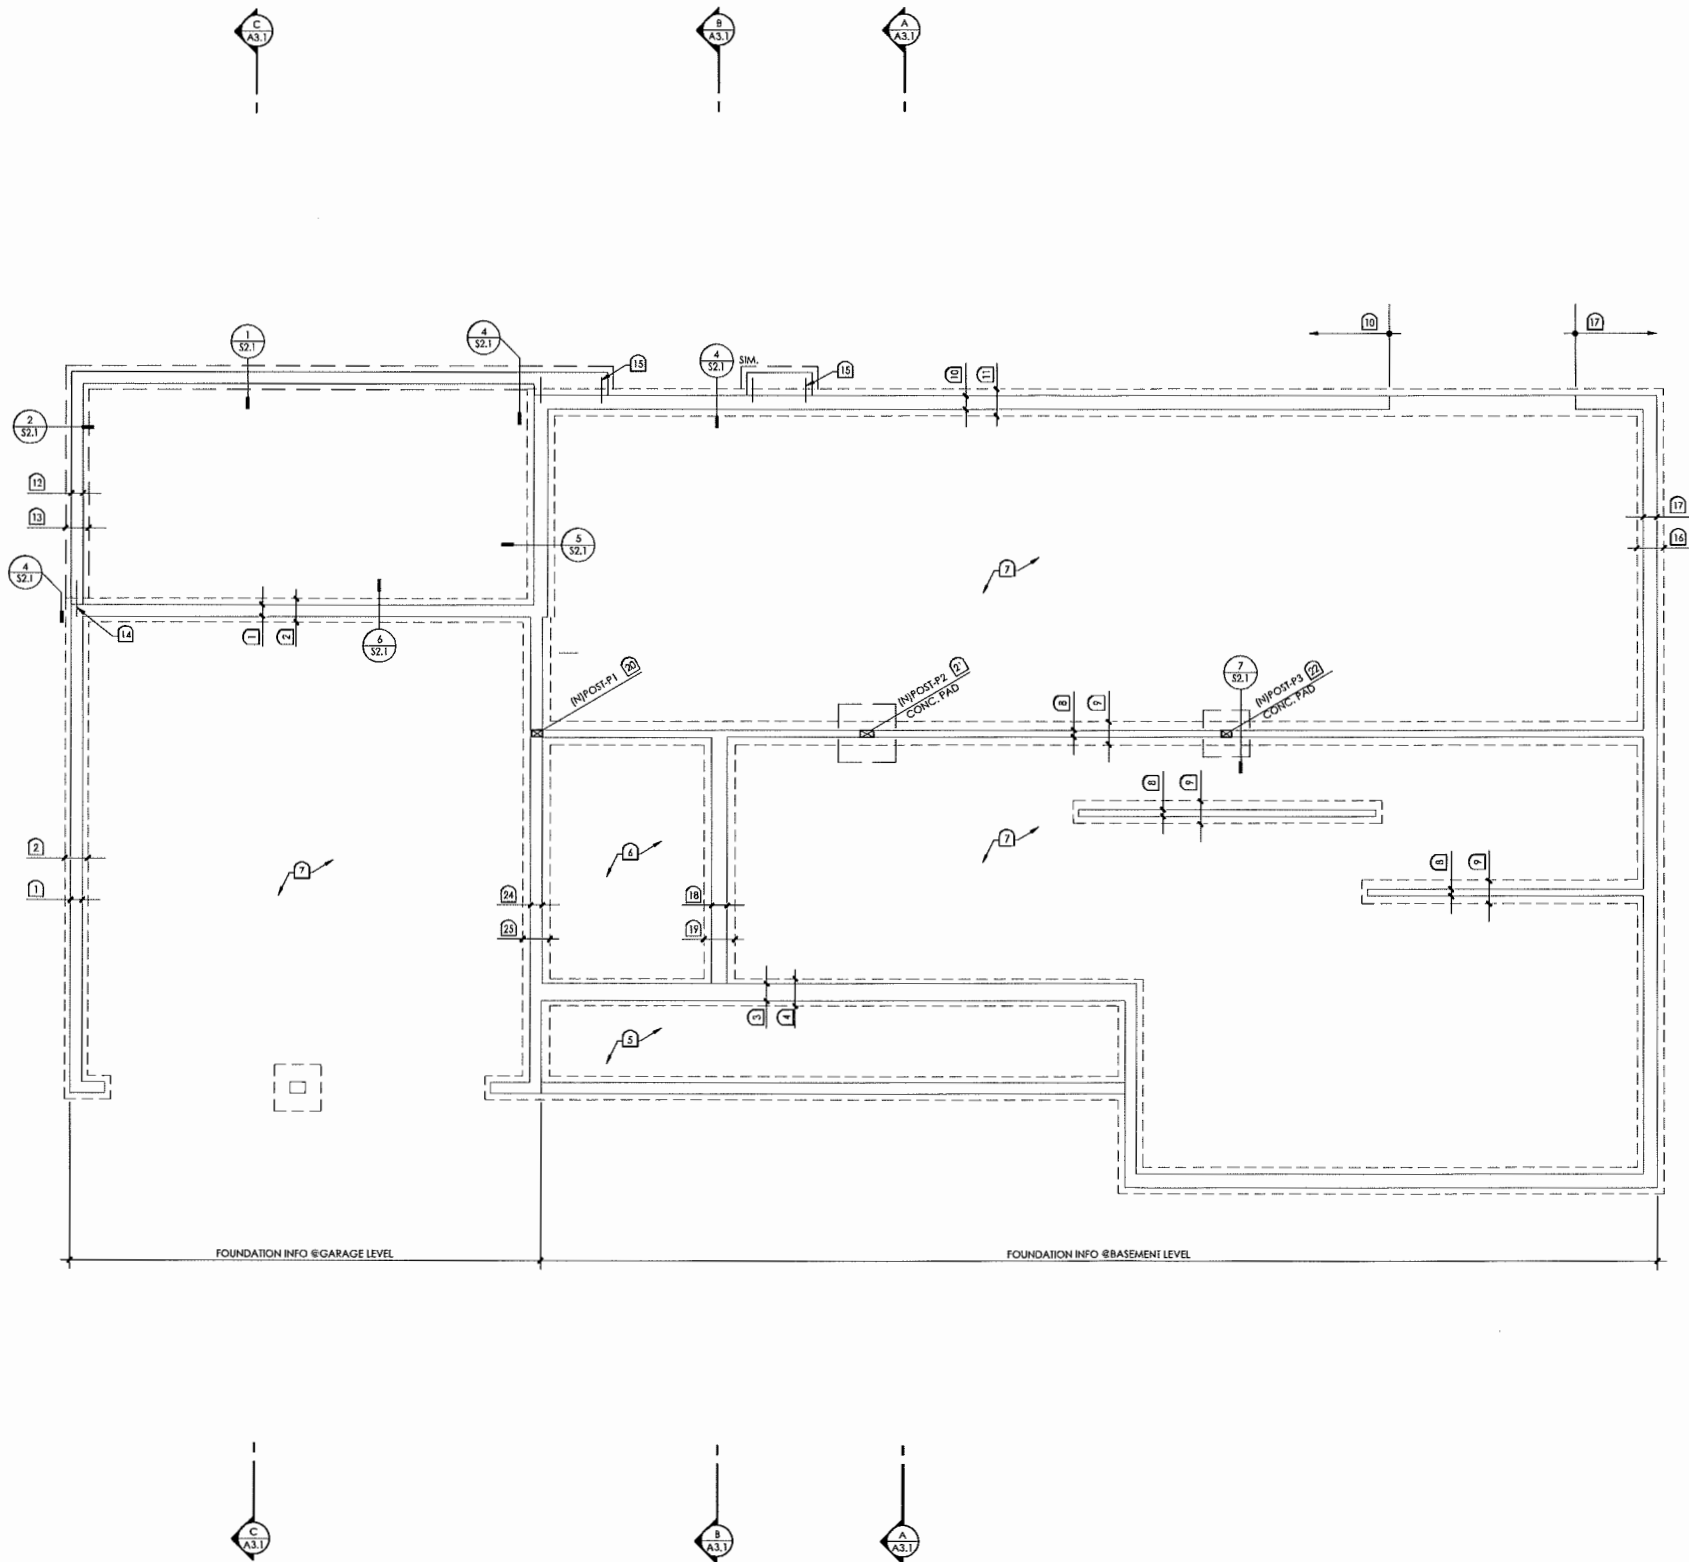 C
A3.1
B
A3.1
A
A3.1
10
17
1
S2.1
4
S2.1
4
S2.1
SIM.
15
15
10
11
2
S2.1
12
13
17
16
5
S2.1
4
S2.1
7
14
1
2
6
S2.1
(N)POST-P1 20
(N)POST-P2 21
CONC. PAD
7
S2.1
(N)POST-P3 22
CONC. PAD
8
9
8
9
2
7
6
7
8
9
1
24
18
25
19
3
4
5
FOUNDATION INFO @GARAGE LEVEL
FOUNDATION INFO @BASEMENT LEVEL
C
A3.1
B
A3.1
A
A3.1